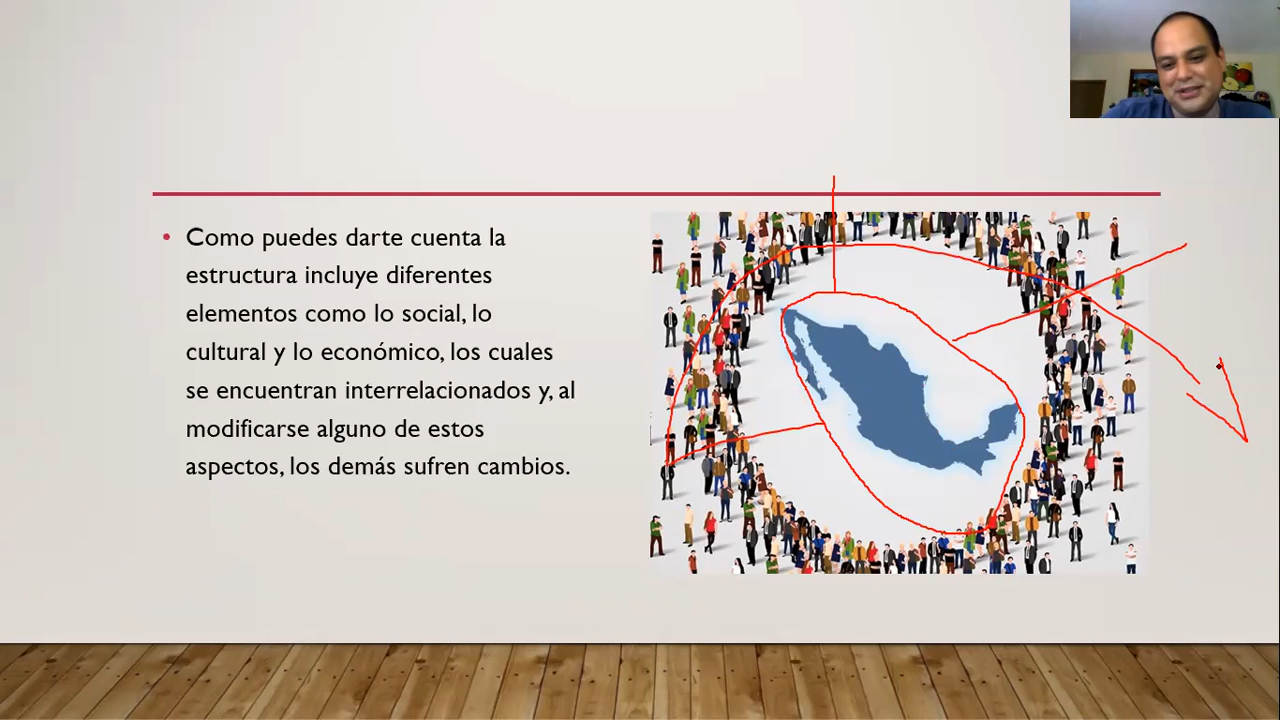 • Como puedes darte cuenta la
estructura incluye diferentes
elementos como lo social, lo
cultural y lo económico, los cuales
se encuentran interrelacionados y, al
modificarse alguno de estos
aspectos, los demás sufren cambios.